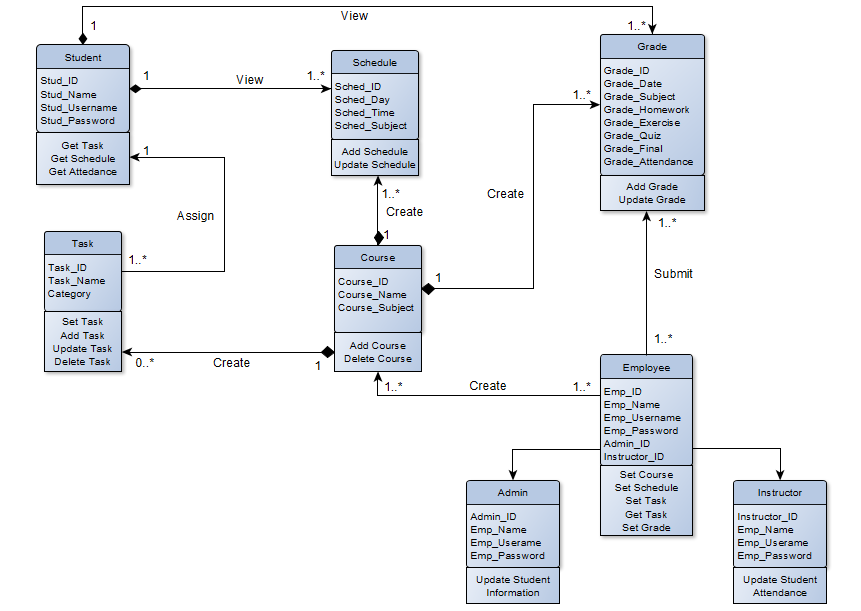 View
1
1..*
Student
Stud_ID
Stud_Name
Stud_Username
Stud_Password
Get Task
Get Schedule
Get Attedance
1
View
1..*
Schedule
Sched_ID
Sched_Day
Sched_Time
Sched_Subject
Add Schedule
Update Schedule
Grade
Grade_ID
Grade_Date
Grade_Subject
Grade_Homework
Grade_Exercise
Grade_Quiz
Grade_Final
Grade_Attendance
Add Grade
Update Grade
1..*
Create
1
1
Assign
1..*
1..*
Create
1
1..*
Submit
1..*
Task
Task_ID
Task_Name
Category
Set Task
Add Task
Update Task
Delete Task
Course
Course_ID
Course_Name
Course_Subject
Add Course
Delete Course
0..*
Create
1
1..*
Create
1..*
Employee
Emp_ID
Emp_Name
Emp_Username
Emp_Password
Admin_ID
Instructor_ID
Set Course
Set Schedule
Set Task
Get Task
Set Grade
Admin
Admin_ID
Emp_Name
Emp_Userame
Emp_Password
Update Student
Information
Instructor
Instructor_ID
Emp_Name
Emp_Userame
Emp_Password
Update Student
Attendance